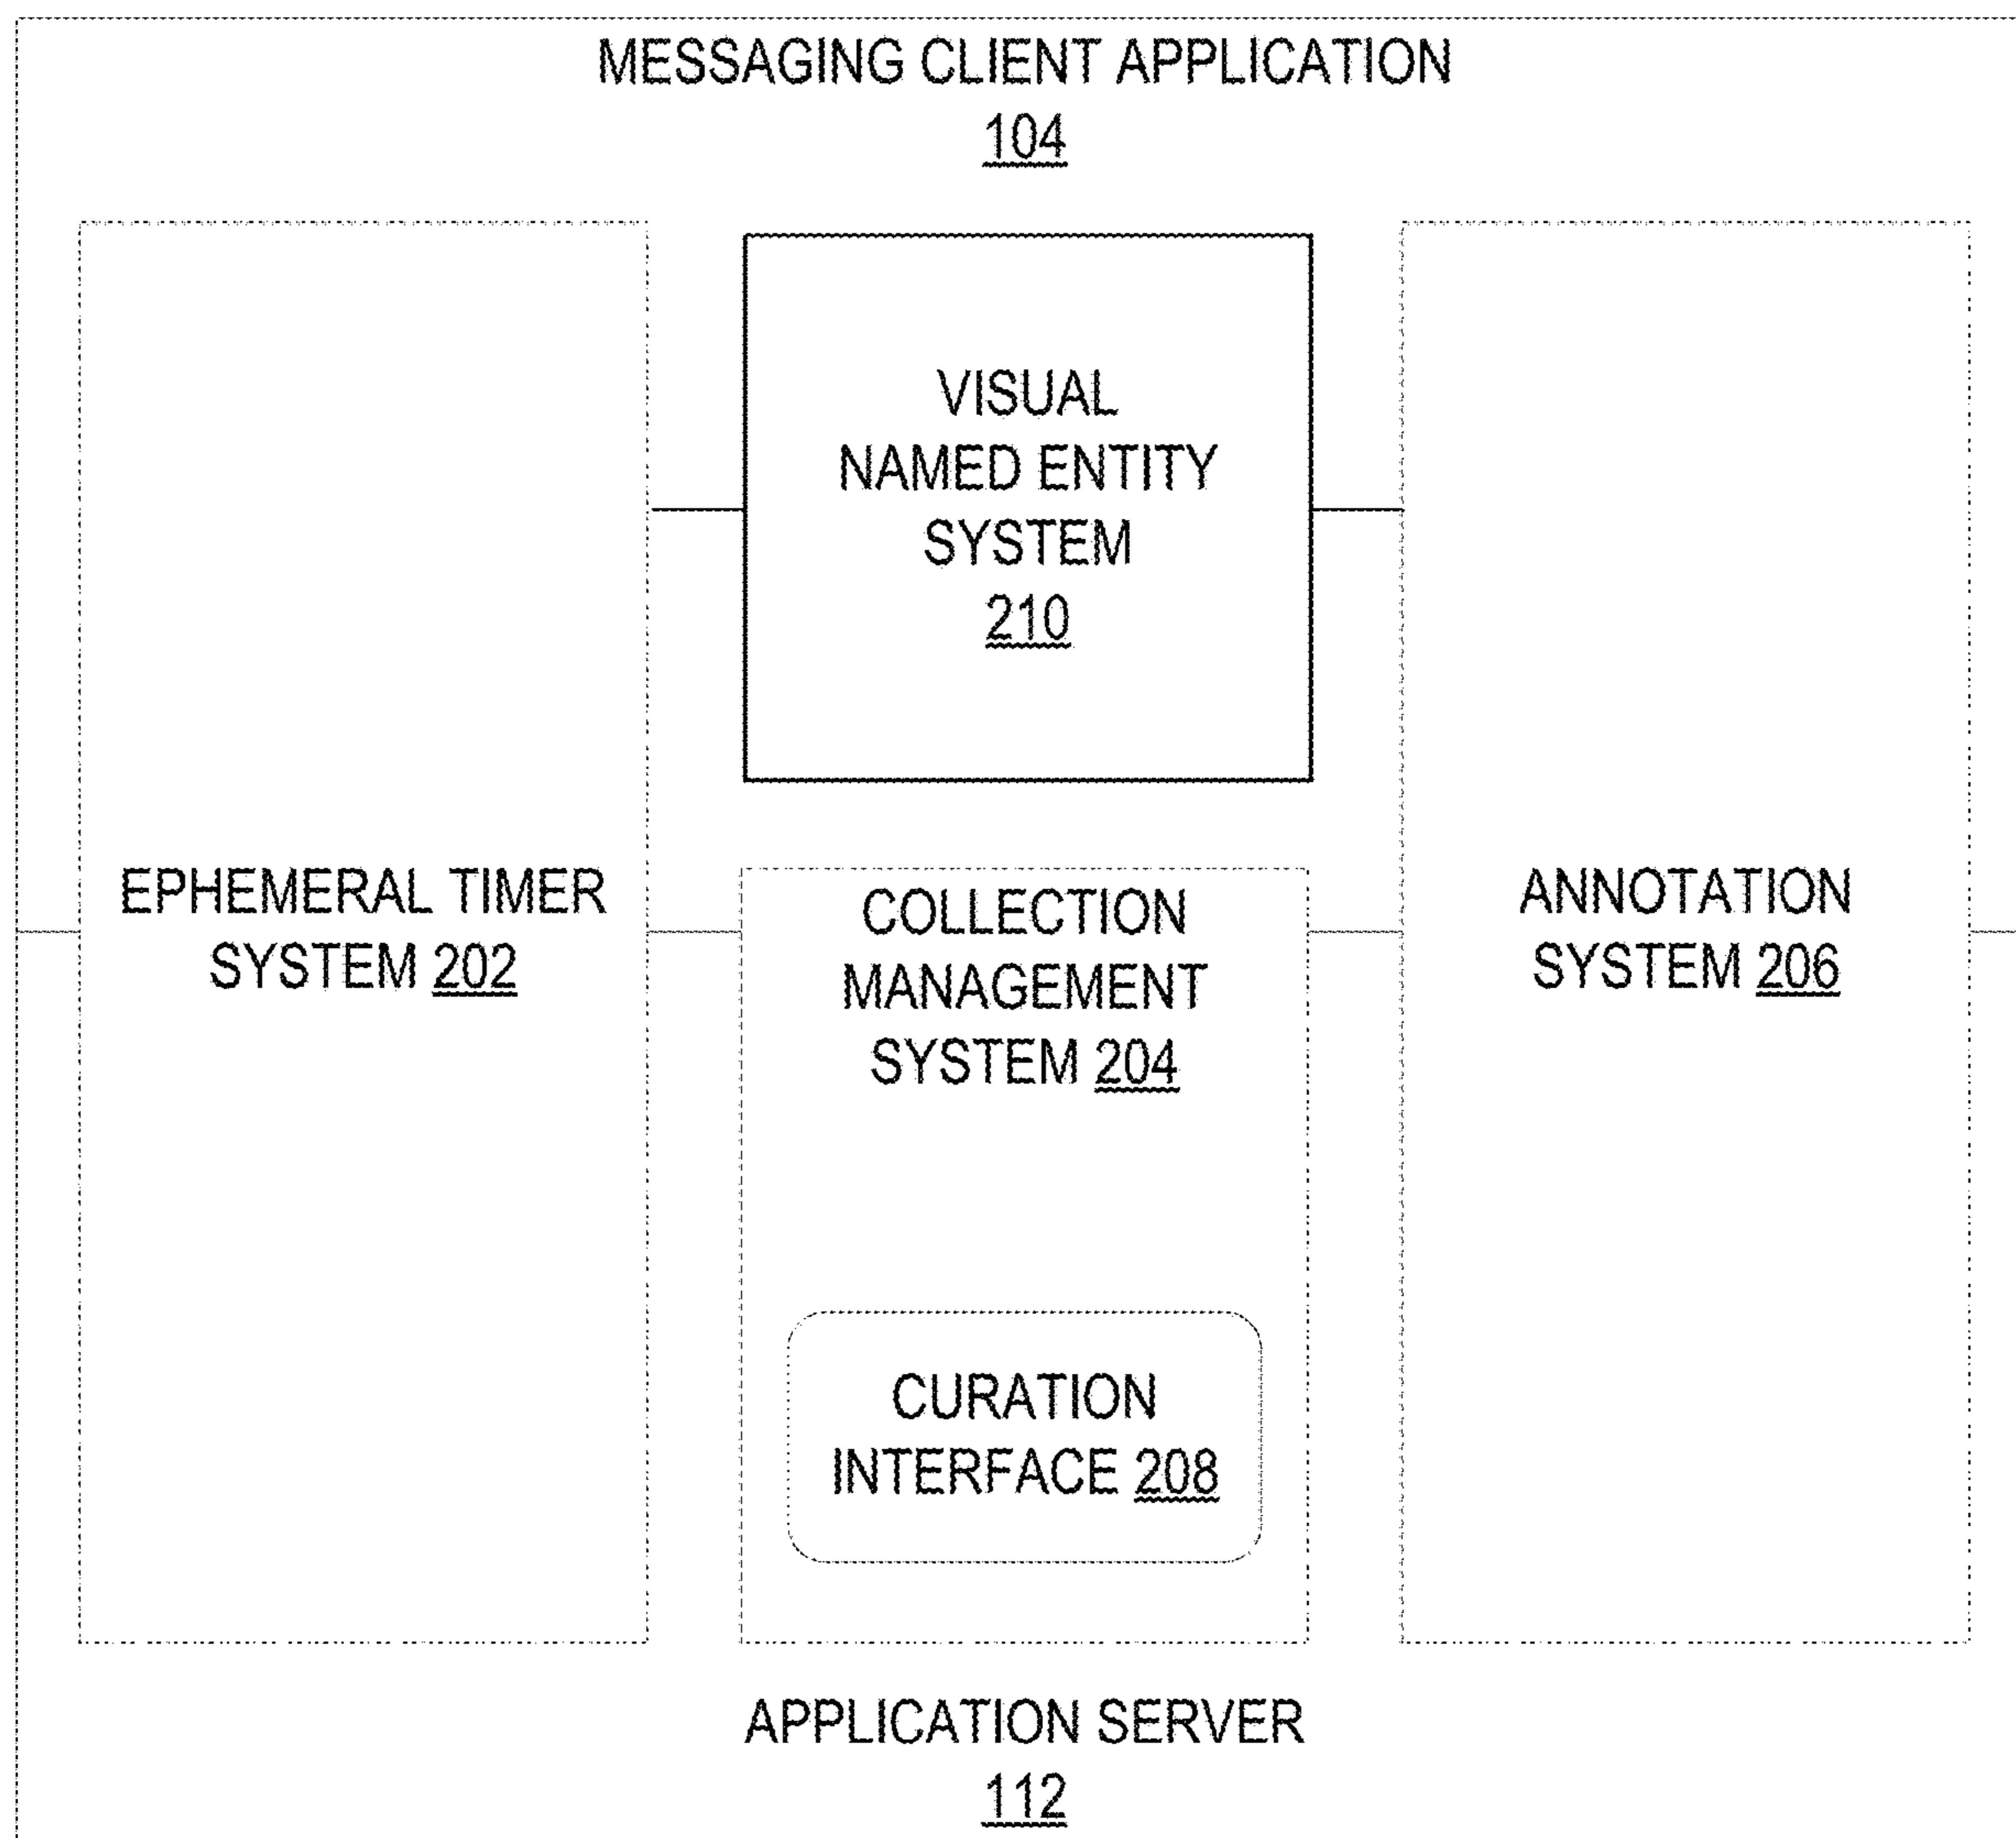 MESSAGING CLIENT APPLICATION
104
VISUAL
NAMED ENTITY
SYSTEM
210
EPHEMERAL TIMER
SYSTEM 202
COLLECTION
MANAGEMENT
SYSTEM 204
ANNOTATION
SYSTEM 206
CURATION
INTERFACE 208
APPLICATION SERVER
112